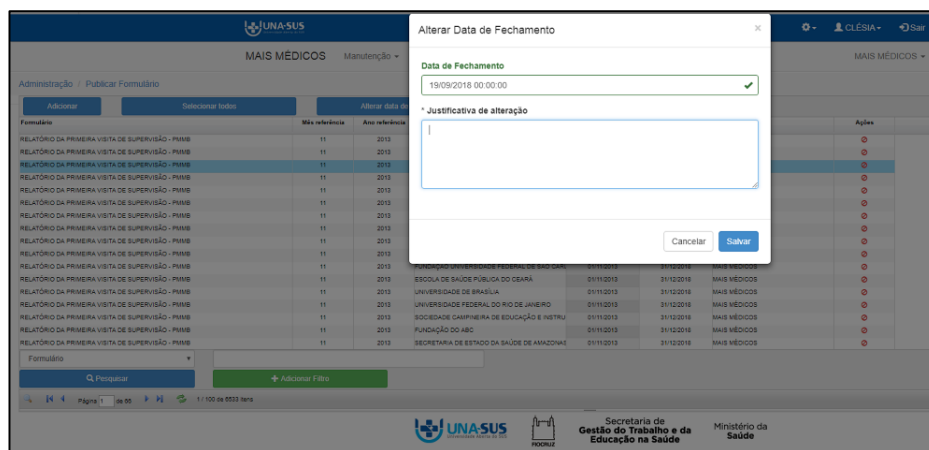 UNA-SUS
CLÉSIA
Sair
MAIS MÉDICOS Manutenção
MAIS MÉDICOS
Administração / Publicar Formulário
Adicionar Selecionar todos Alterar data de
Formulário Mês referência Ano referência Ações
RELATÓRIO DA PRIMEIRA VISITA DE SUPERVISÃO - PMMB 11 2013
RELATÓRIO DA PRIMEIRA VISITA DE SUPERVISÃO - PMMB 11 2013
RELATÓRIO DA PRIMEIRA VISITA DE SUPERVISÃO - PMMB 11 2013
RELATÓRIO DA PRIMEIRA VISITA DE SUPERVISÃO - PMMB 11 2013
RELATÓRIO DA PRIMEIRA VISITA DE SUPERVISÃO - PMMB 11 2013
RELATÓRIO DA PRIMEIRA VISITA DE SUPERVISÃO - PMMB 11 2013
RELATÓRIO DA PRIMEIRA VISITA DE SUPERVISÃO - PMMB 11 2013
RELATÓRIO DA PRIMEIRA VISITA DE SUPERVISÃO - PMMB 11 2013
RELATÓRIO DA PRIMEIRA VISITA DE SUPERVISÃO - PMMB 11 2013
RELATÓRIO DA PRIMEIRA VISITA DE SUPERVISÃO - PMMB 11 2013
RELATÓRIO DA PRIMEIRA VISITA DE SUPERVISÃO - PMMB 11 2013 FUNDAÇÃO UNIVERSIDADE FEDERAL DE SÃO CARL 01/11/2013 31/12/2018 MAIS MÉDICOS
RELATÓRIO DA PRIMEIRA VISITA DE SUPERVISÃO - PMMB 11 2013 ESCOLA DE SAÚDE PÚBLICA DO CEARÁ 01/11/2013 31/12/2018 MAIS MÉDICOS
RELATÓRIO DA PRIMEIRA VISITA DE SUPERVISÃO - PMMB 11 2013 UNIVERSIDADE DE BRASÍLIA 01/11/2013 31/12/2018 MAIS MÉDICOS
RELATÓRIO DA PRIMEIRA VISITA DE SUPERVISÃO - PMMB 11 2013 UNIVERSIDADE FEDERAL DO RIO DE JANEIRO 01/11/2013 31/12/2018 MAIS MÉDICOS
RELATÓRIO DA PRIMEIRA VISITA DE SUPERVISÃO - PMMB 11 2013 SOCIEDADE CAMPINEIRA DE EDUCAÇÃO E INSTRU 01/11/2013 31/12/2018 MAIS MÉDICOS
RELATÓRIO DA PRIMEIRA VISITA DE SUPERVISÃO - PMMB 11 2013 FUNDAÇÃO DO ABC 01/11/2013 31/12/2018 MAIS MÉDICOS
RELATÓRIO DA PRIMEIRA VISITA DE SUPERVISÃO - PMMB 11 2013 SECRETARIA DE ESTADO DA SAÚDE DE AMAZONAS 01/11/2013 31/12/2018 MAIS MÉDICOS
Alterar Data de Fechamento ×
Data de Fechamento
19/09/2018 00:00:00
* Justificativa de alteração
Cancelar Salvar
Formulário
Pesquisar + Adicionar Filtro
Página 1 de 66 1 / 100 de 6533 itens
UNA-SUS
FIOCRUZ
Secretaria de
Gestão do Trabalho e da
Educação na Saúde
Ministério da
Saúde